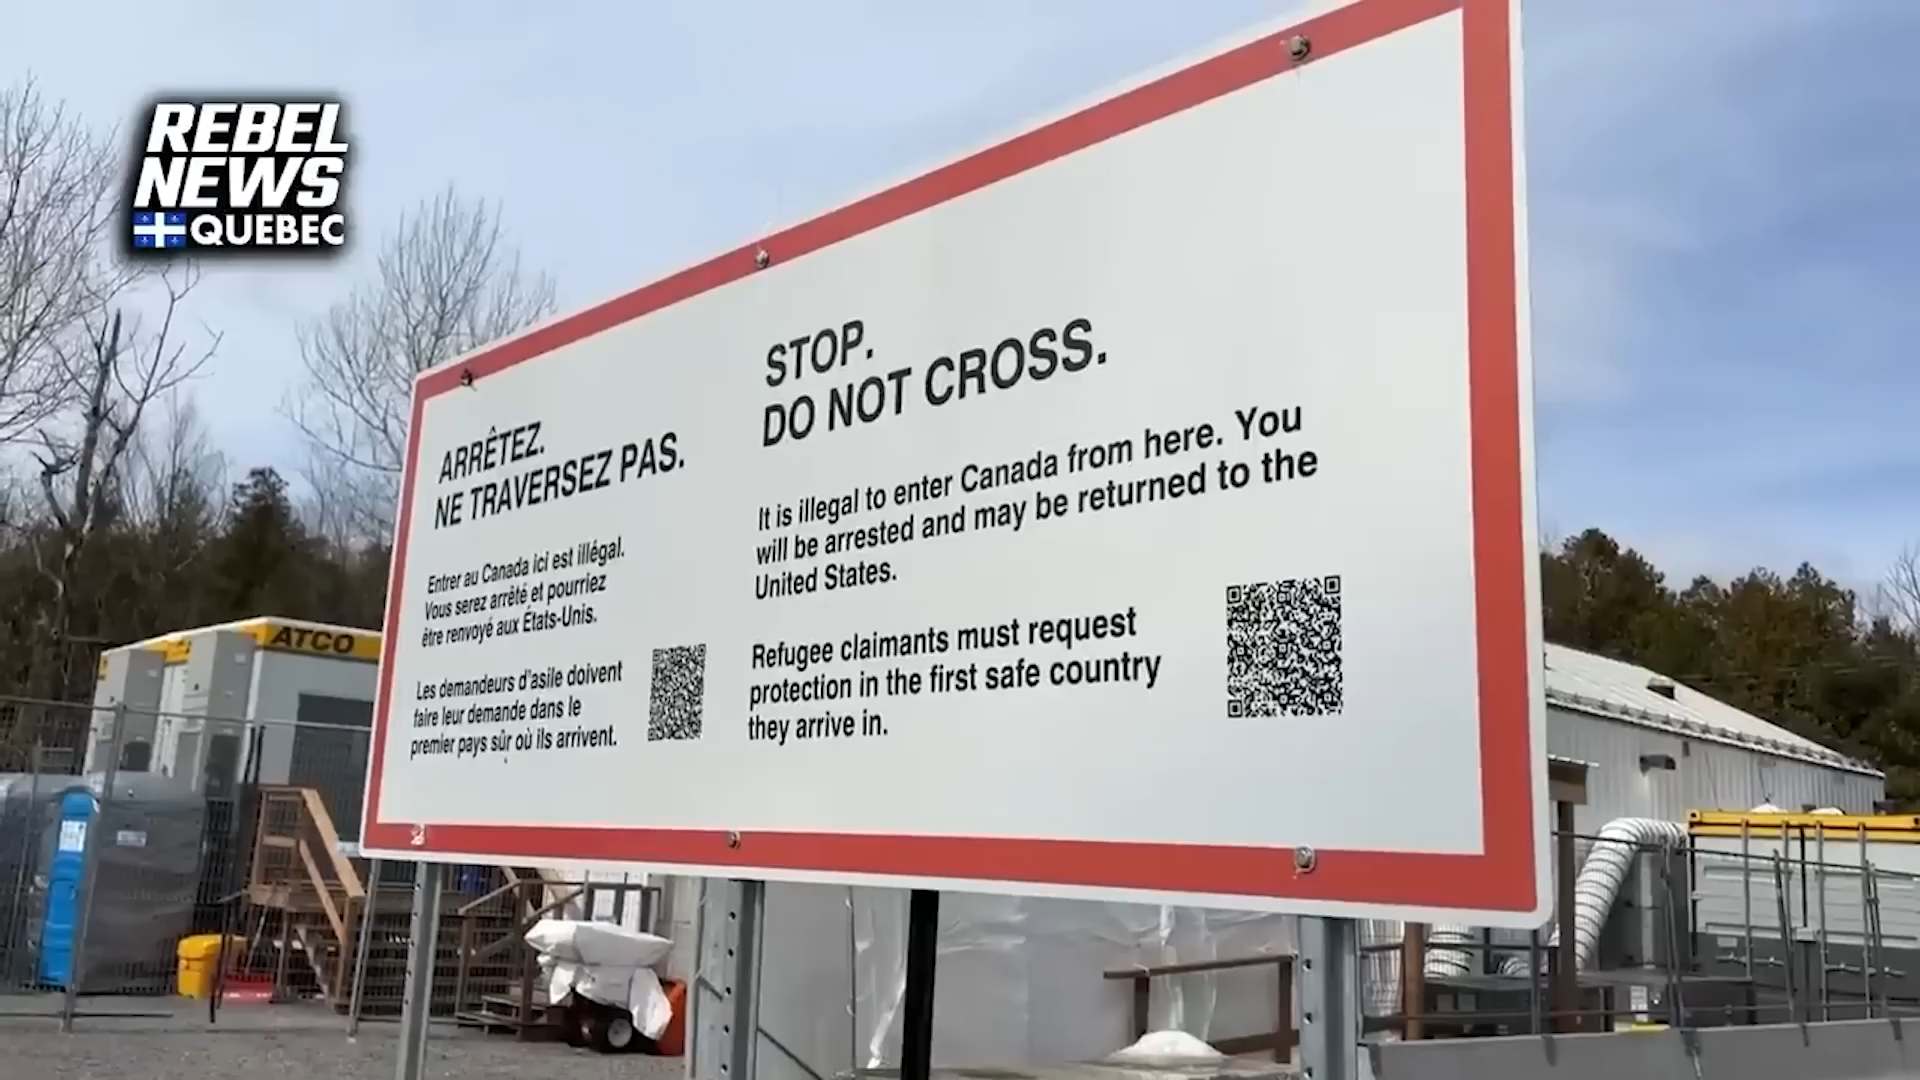 REBEL
NEWS
QUEBEC
ARRÊTEZ.
NE TRAVERSEZ PAS.
Entrer au Canada ici est illégal.
Vous serez arrêté et pourriez
être renvoyé aux États-Unis.
Les demandeurs d'asile doivent
faire leur demande dans le
premier pays sûr où ils arrivent.
STOP.
DO NOT CROSS.
It is illegal to enter Canada from here. You
will be arrested and may be returned to the
United States.
Refugee claimants must request
protection in the first safe country
they arrive in.
ATCO